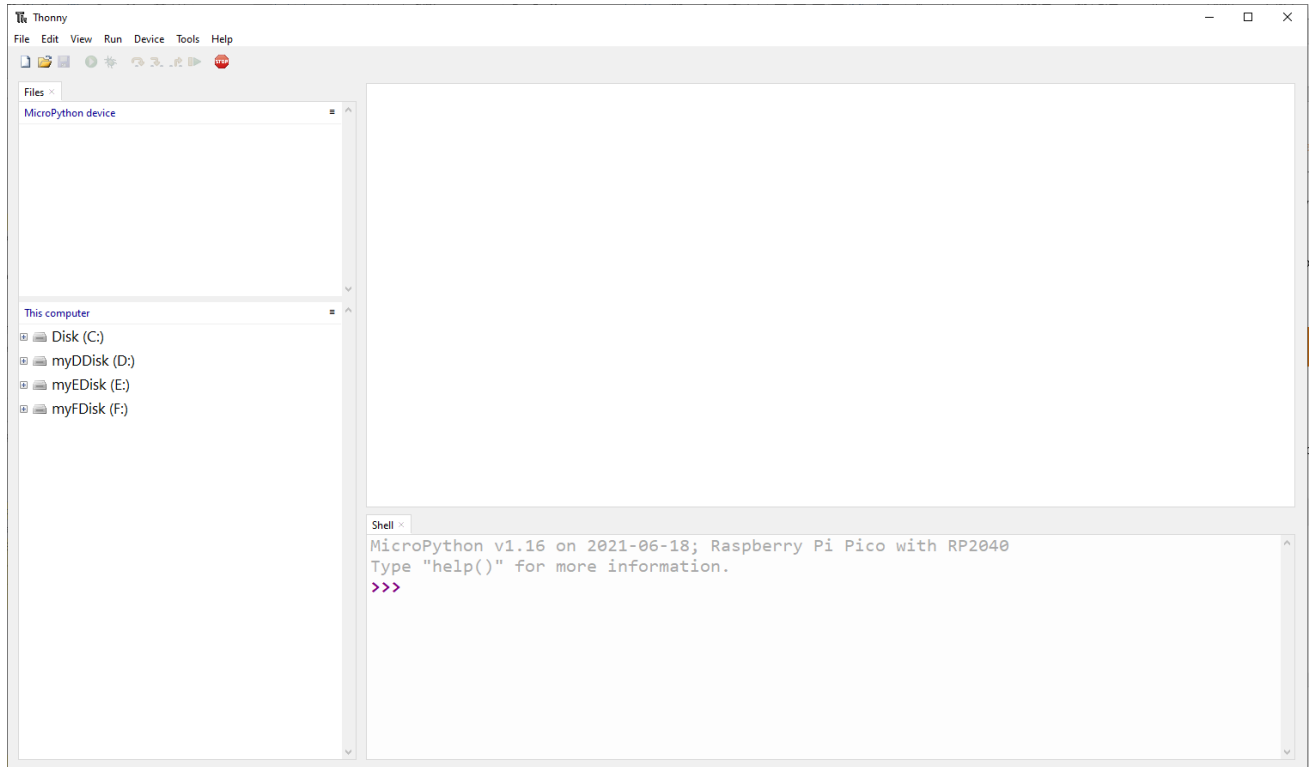 Thonny
File Edit View Run Device Tools Help
STOP
Files
MicroPython device
This computer
Disk (C:)
myDDisk (D:)
myEDisk (E:)
myFDisk (F:)
Shell
MicroPython v1.16 on 2021-06-18; Raspberry Pi Pico with RP2040
Type "help()" for more information.
>>>